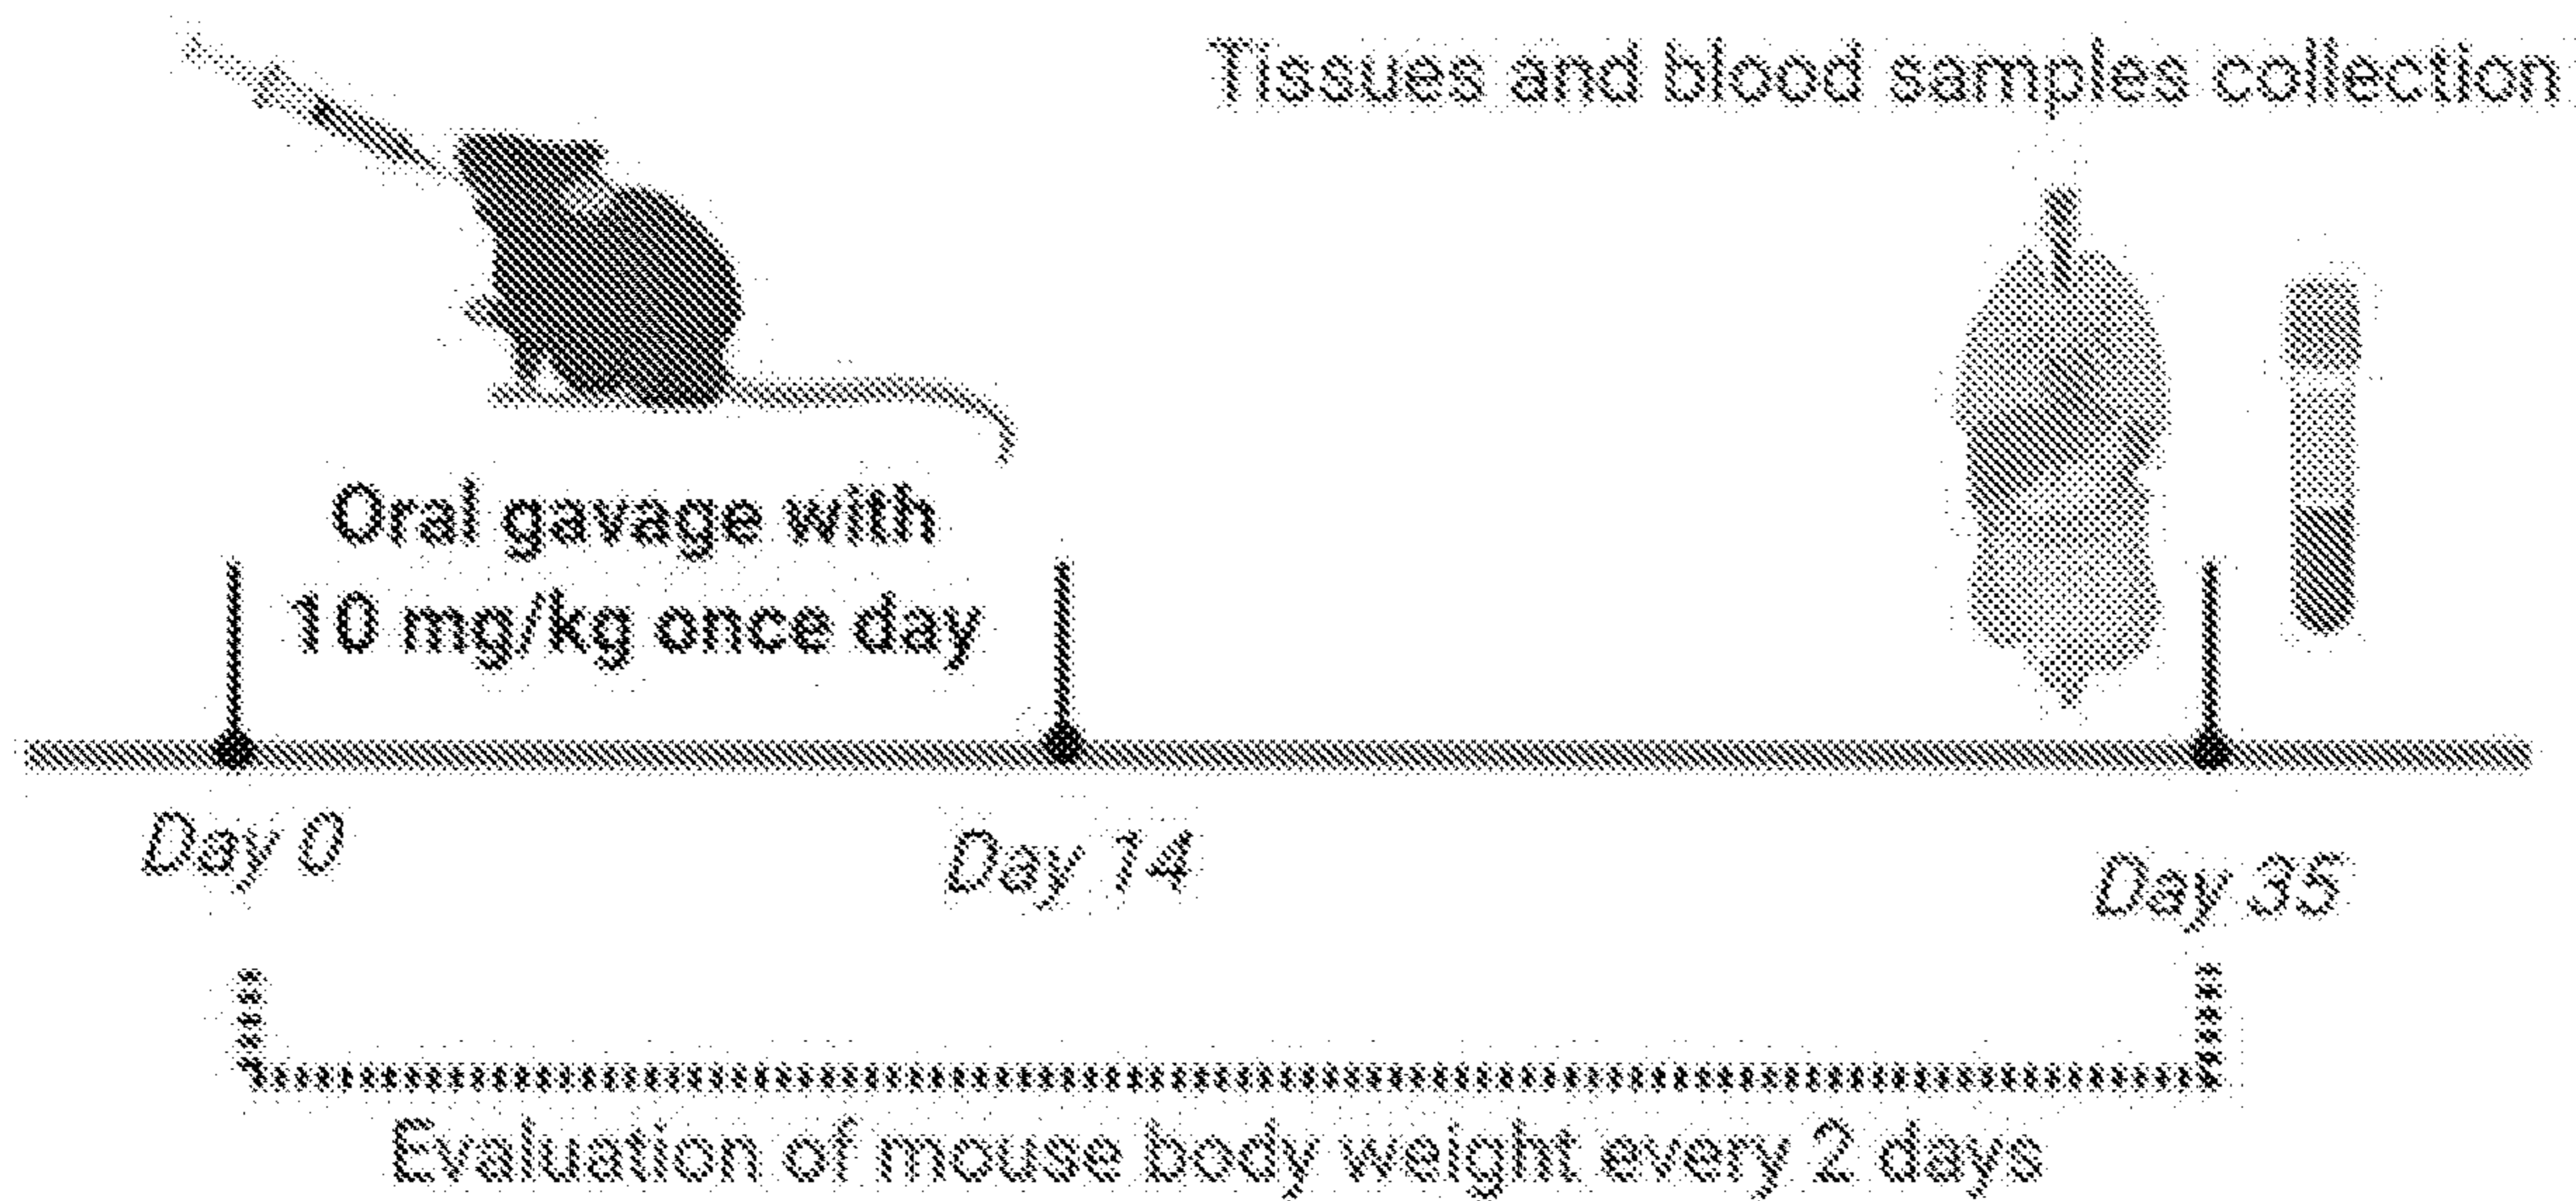 Tissues and blood samples collection
Oral gavage with
10 mg/kg once day
Day 0
Day 14
Day 35
Evaluation of mouse body weight every 2 days